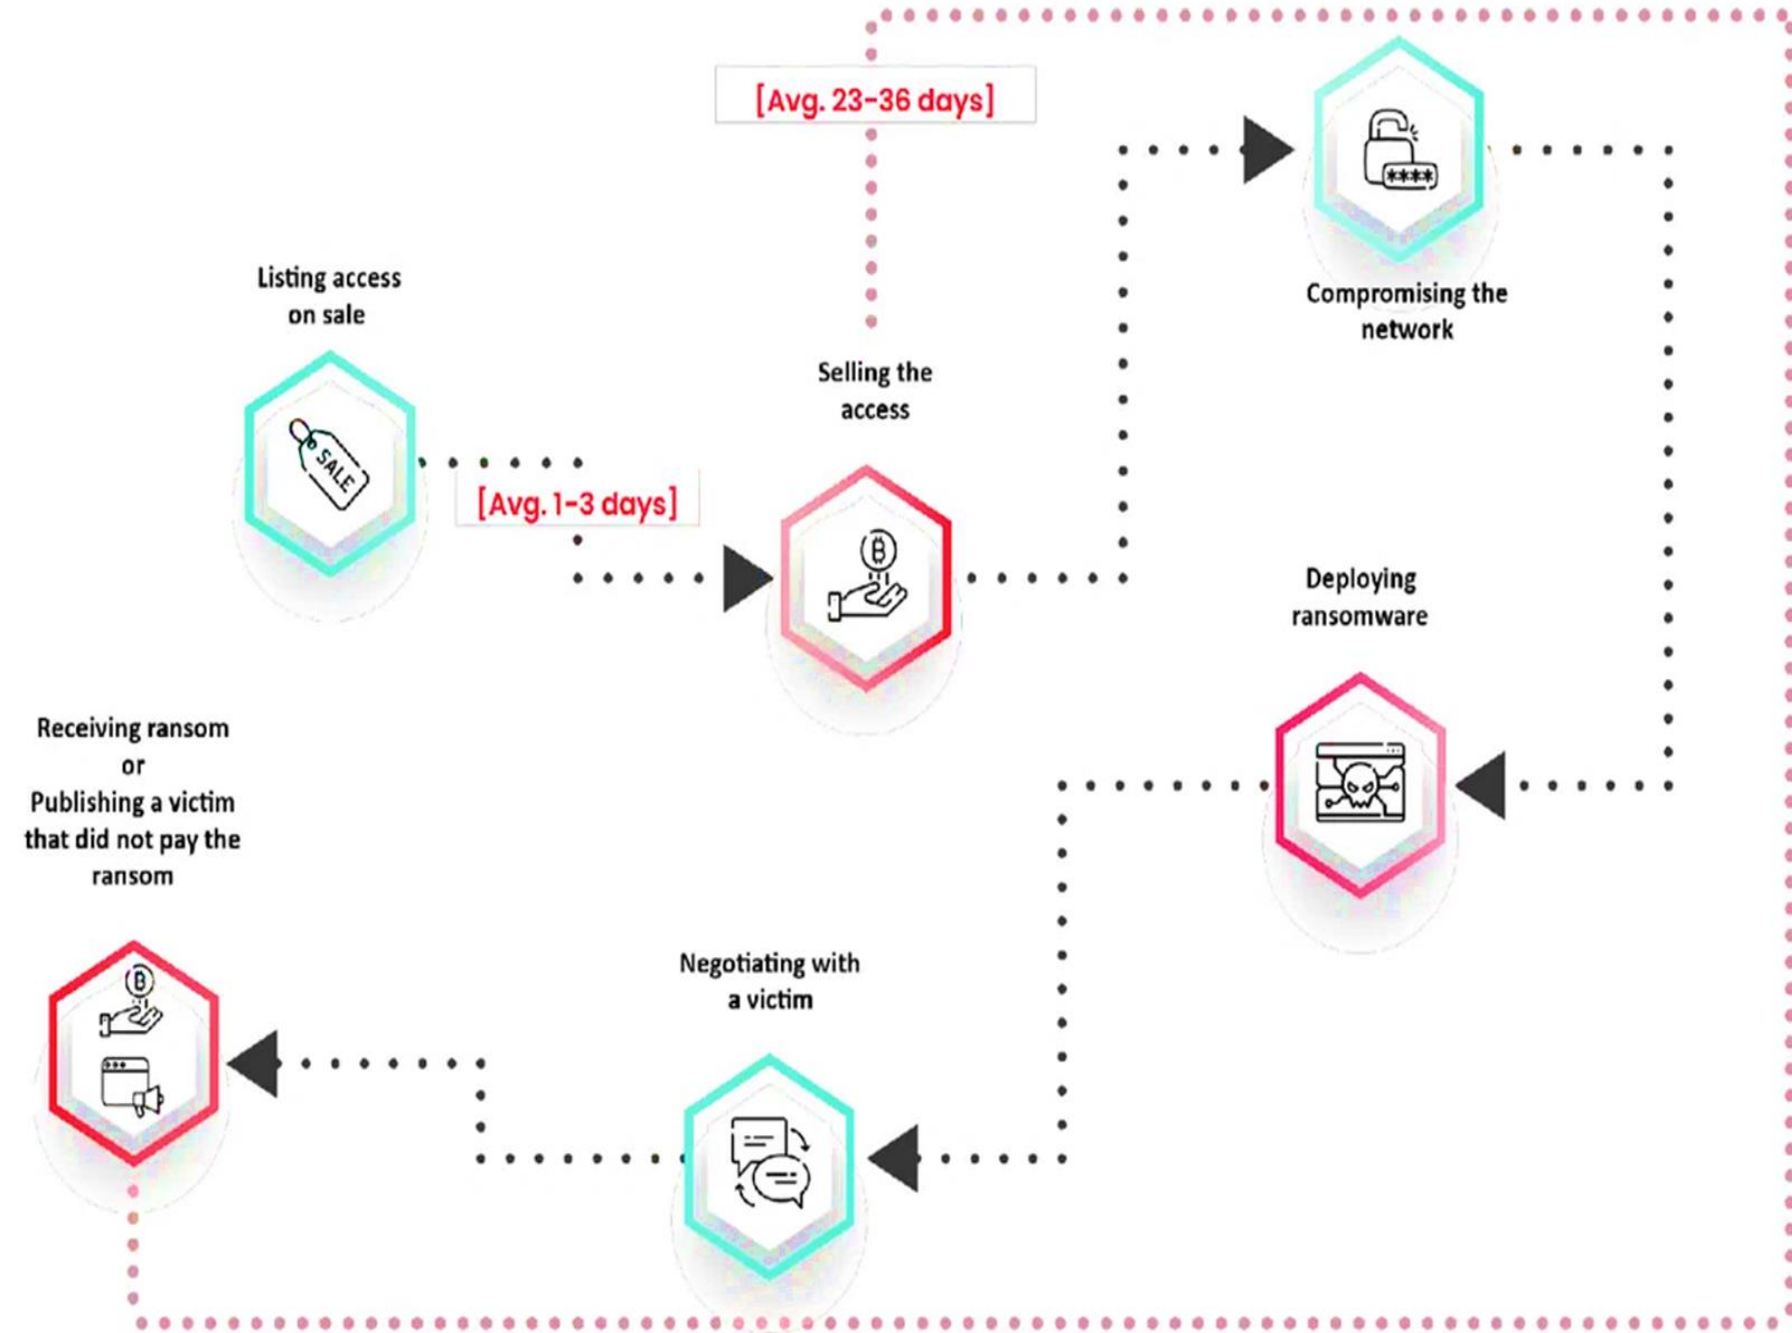 [Avg. 23-36 days]
****
Compromising the
network
Listing access
on sale
SALE
[Avg. 1-3 days]
Selling the
access
B
Deploying
ransomware
Receiving ransom
or
Publishing a victim
that did not pay the
ransom
B
Negotiating with
a victim